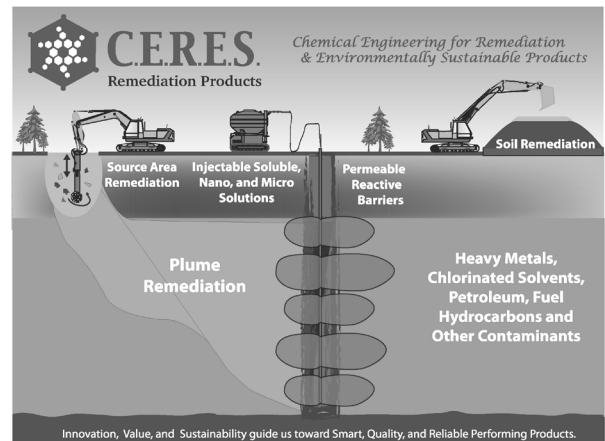 C.E.R.E.S.
Remediation Products
Chemical Engineering for Remediation
& Environmentally Sustainable Products
Soil Remediation
Source Area
Remediation
Injectable Soluble,
Nano, and Micro
Solutions
Permeable
Reactive
Barriers
Plume
Remediation
Heavy Metals,
Chlorinated Solvents,
Petroleum, Fuel
Hydrocarbons and
Other Contaminants
Innovation, Value, and Sustainability guide us toward Smart, Quality, and Reliable Performing Products.